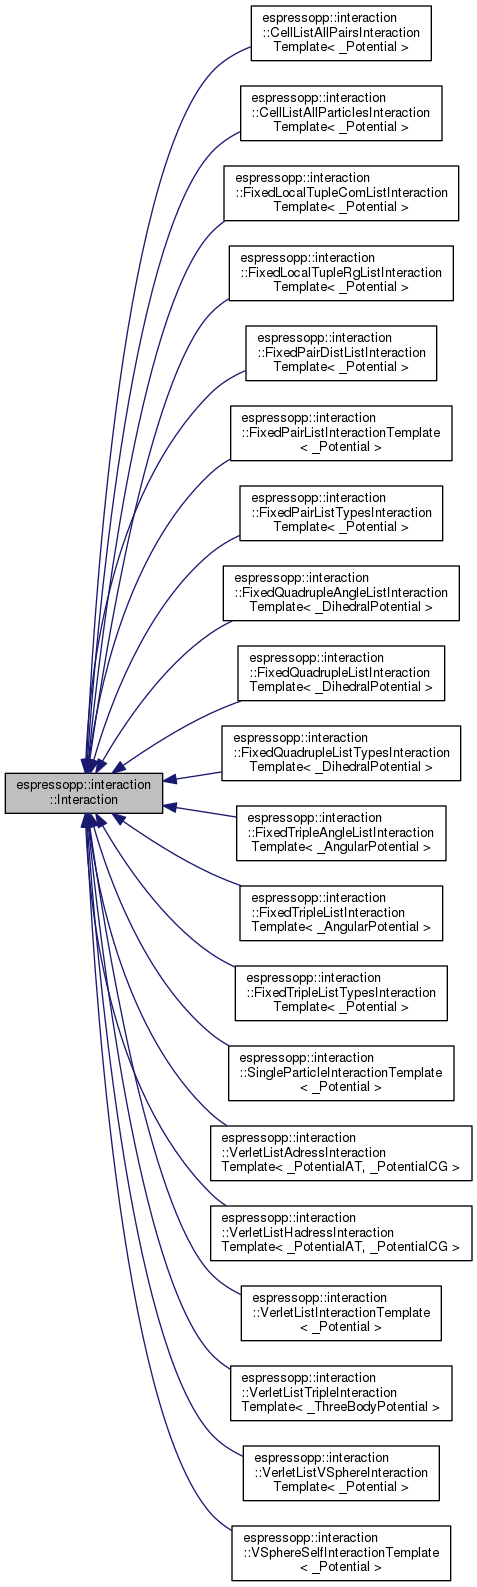 espressopp::interaction
::CellListAllPairsInteraction
Template< _Potential >
espressopp::interaction
::CellListAllParticlesInteraction
Template< _Potential >
espressopp::interaction
::FixedLocalTupleComListInteraction
Template< _Potential >
espressopp::interaction
::FixedLocalTupleRgListInteraction
Template< _Potential >
espressopp::interaction
::FixedPairDistListInteraction
Template< _Potential >
espressopp::interaction
::FixedPairListInteractionTemplate
< _Potential >
espressopp::interaction
::FixedPairListTypesInteraction
Template< _Potential >
espressopp::interaction
::FixedQuadrupleAngleListInteraction
Template< _DihedralPotential >
espressopp::interaction
::FixedQuadrupleListInteraction
Template< _DihedralPotential >
espressopp::interaction
::FixedQuadrupleListTypesInteraction
Template< _DihedralPotential >
espressopp::interaction
::Interaction
espressopp::interaction
::FixedTripleAngleListInteraction
Template< _AngularPotential >
espressopp::interaction
::FixedTripleListInteraction
Template< _AngularPotential >
espressopp::interaction
::FixedTripleListTypesInteraction
Template< _Potential >
espressopp::interaction
::SingleParticleInteractionTemplate
< _Potential >
espressopp::interaction
::VerletListAdressInteraction
Template< _PotentialAT, _PotentialCG >
espressopp::interaction
::VerletListHadressInteraction
Template< _PotentialAT, _PotentialCG >
espressopp::interaction
::VerletListInteractionTemplate
< _Potential >
espressopp::interaction
::VerletListTripleInteraction
Template< _ThreeBodyPotential >
espressopp::interaction
::VerletListVSphereInteraction
Template< _Potential >
espressopp::interaction
::VSphereSelfInteractionTemplate
< _Potential >